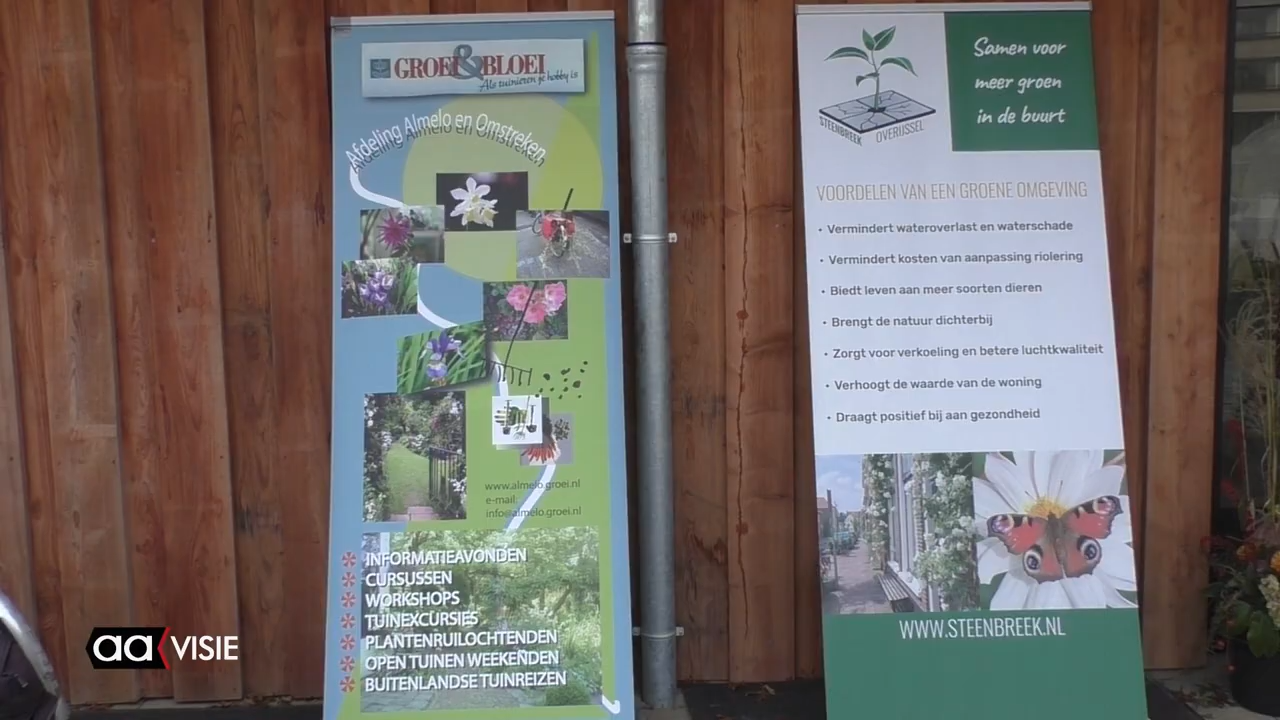 GROEI & BLOEI
Als tuinieren je hobby is
Afdeling Almelo en Omstreken
www.almelo.groei.nl
e-mail:
info@almelo.groei.nl
INFORMATIEAVONDEN
CURSUSSEN
WORKSHOPS
TUINEXCURSIES
PLANTENRUILOCHTENDEN
OPEN TUINEN WEEKENDEN
BUITENLANDSE TUINREIZEN
STEENBREEK OVERIJSSEL
Samen voor
meer groen
in de buurt
VOORDELEN VAN EEN GROENE OMGEVING
• Vermindert wateroverlast en waterschade
• Vermindert kosten van aanpassing riolering
• Biedt leven aan meer soorten dieren
• Brengt de natuur dichterbij
• Zorgt voor verkoeling en betere luchtkwaliteit
• Verhoogt de waarde van de woning
• Draagt positief bij aan gezondheid
WWW.STEENBREEK.NL
aa VISIE